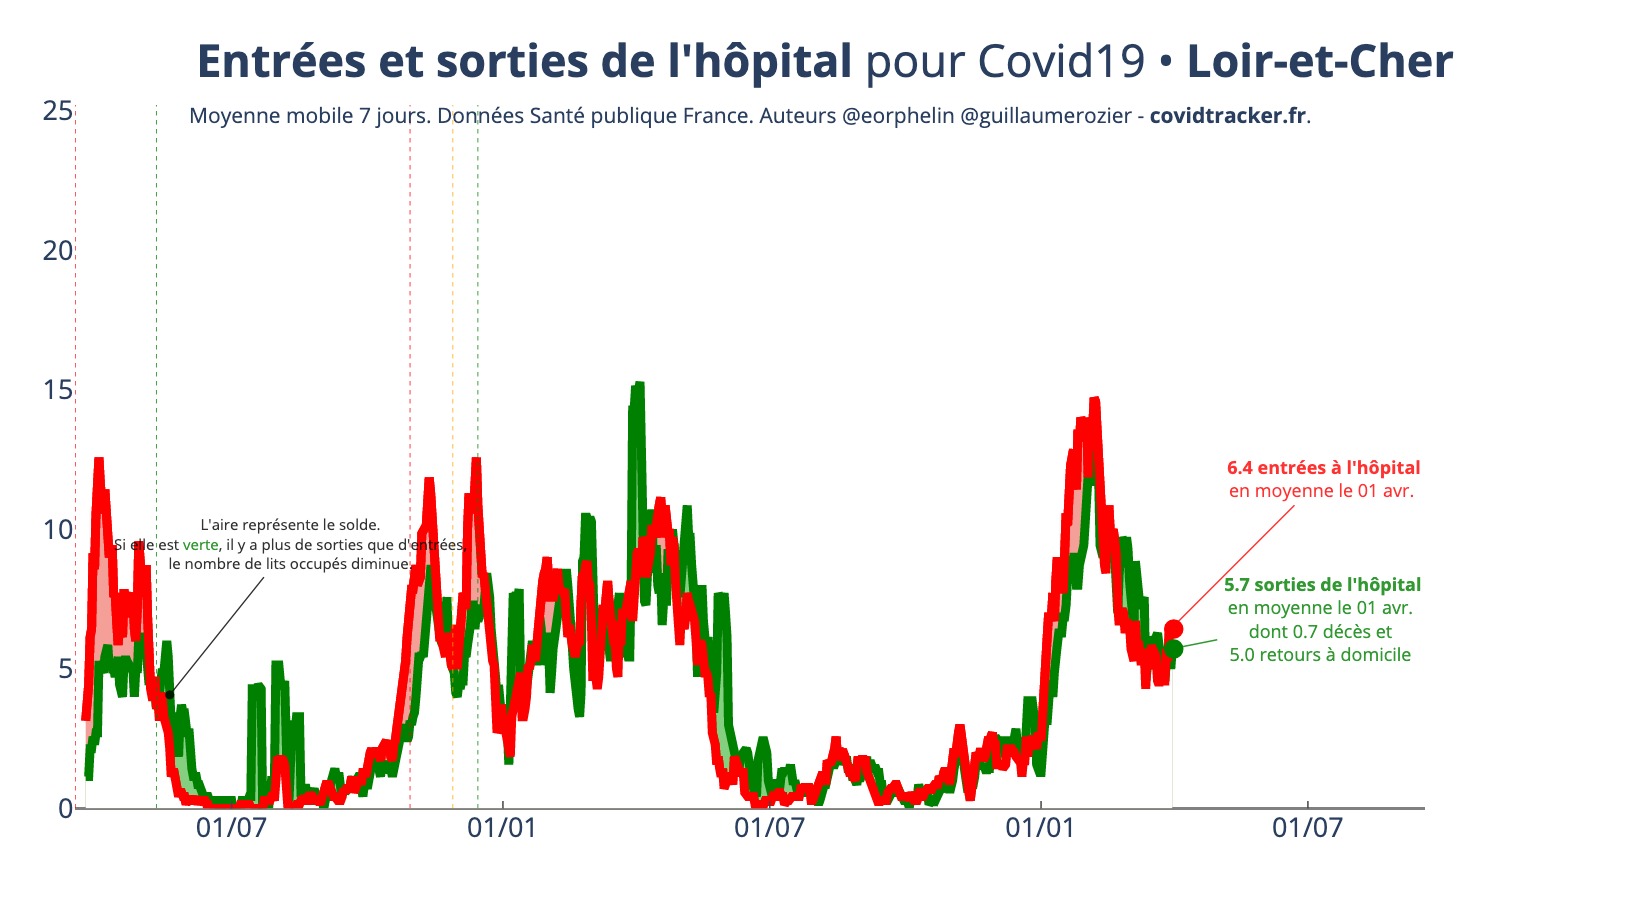 Entrées et sorties de l'hôpital pour Covid19 • Loir-et-Cher
Moyenne mobile 7 jours. Données Santé publique France. Auteurs @eorphelin @guillaumerozier - covidtracker.fr.
25
20
15
10
5
0
L'aire représente le solde.
Si elle est verte, il y a plus de sorties que d'entrées,
le nombre de lits occupés diminue.
6.4 entrées à l'hôpital
en moyenne le 01 avr.
5.7 sorties de l'hôpital
en moyenne le 01 avr.
dont 0.7 décès et
5.0 retours à domicile
01/07
01/01
01/07
01/01
01/07